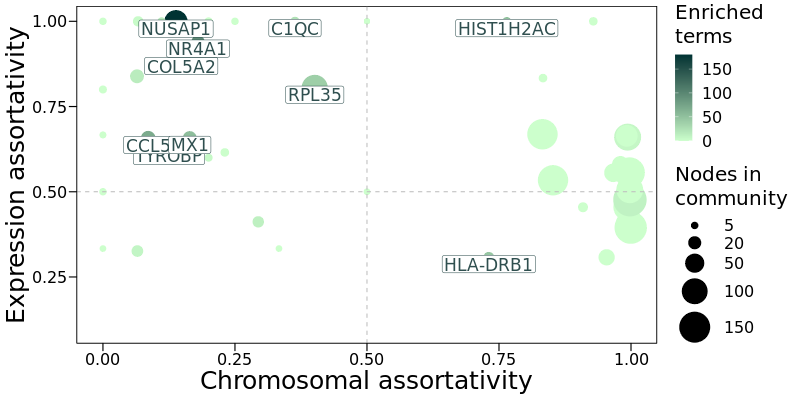 Expression assortativity
1.00
0.75
0.50
0.25
NUSAP1
NR4A1
COL5A2
C1QC
HIST1H2AC
RPL35
CCL5
MX1
TYROBP
HLA-DRB1
0.00
0.25
0.50
0.75
1.00
Chromosomal assortativity
Enriched
terms
150
100
50
0
Nodes in
community
5
20
50
100
150